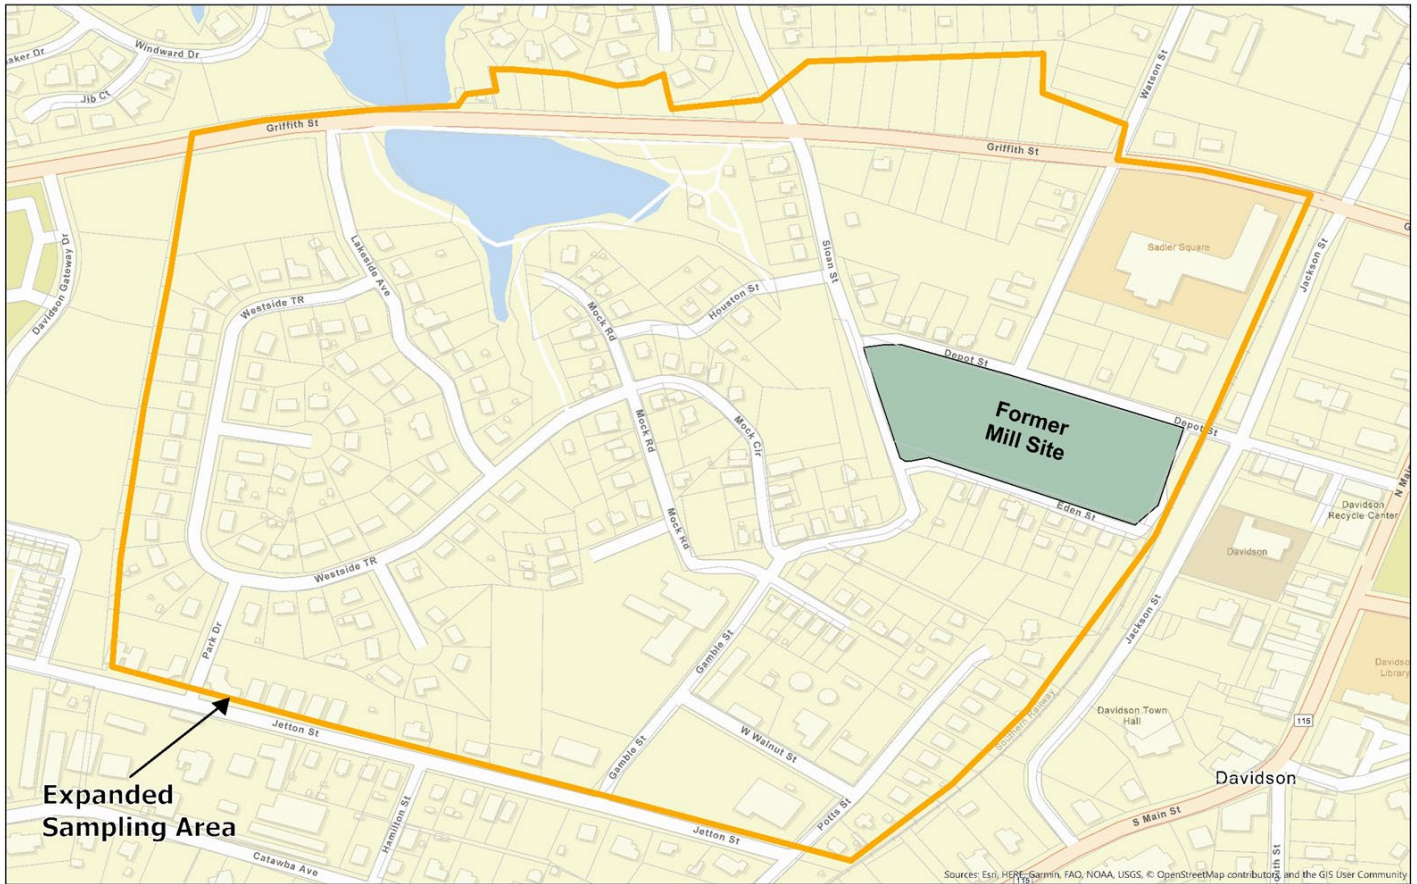 aker Dr
Windward Dr
Jib Ct
Watson St
Griffith St
Griffith St
G
Sadler Square
Jackson St
Davidson Gateway Dr
Lakeside Ave
Sloan St
Westside TR
Houston St
Mock Rd
Depot St
Former
Mill Site
Depot St
Mock Rd
Mock Cir
N Main
Davidson
Recycle Center
Eden St
Mock Rd
Davidson
Westside TR
Jackson St
Park Dr
Gamble St
Davidso
Library
Southern Railway
Davidson Town
Hall
115
Jetton St
W Walnut St
Gamble St
Davidson
Expanded
Sampling Area
Hamilton St
Potts St
Jetton St
S Main St
Catawba Ave
outh St
115
Sources: Esri, HERE, Garmin, FAO, NOAA, USGS, © OpenStreetMap contributors, and the GIS User Community